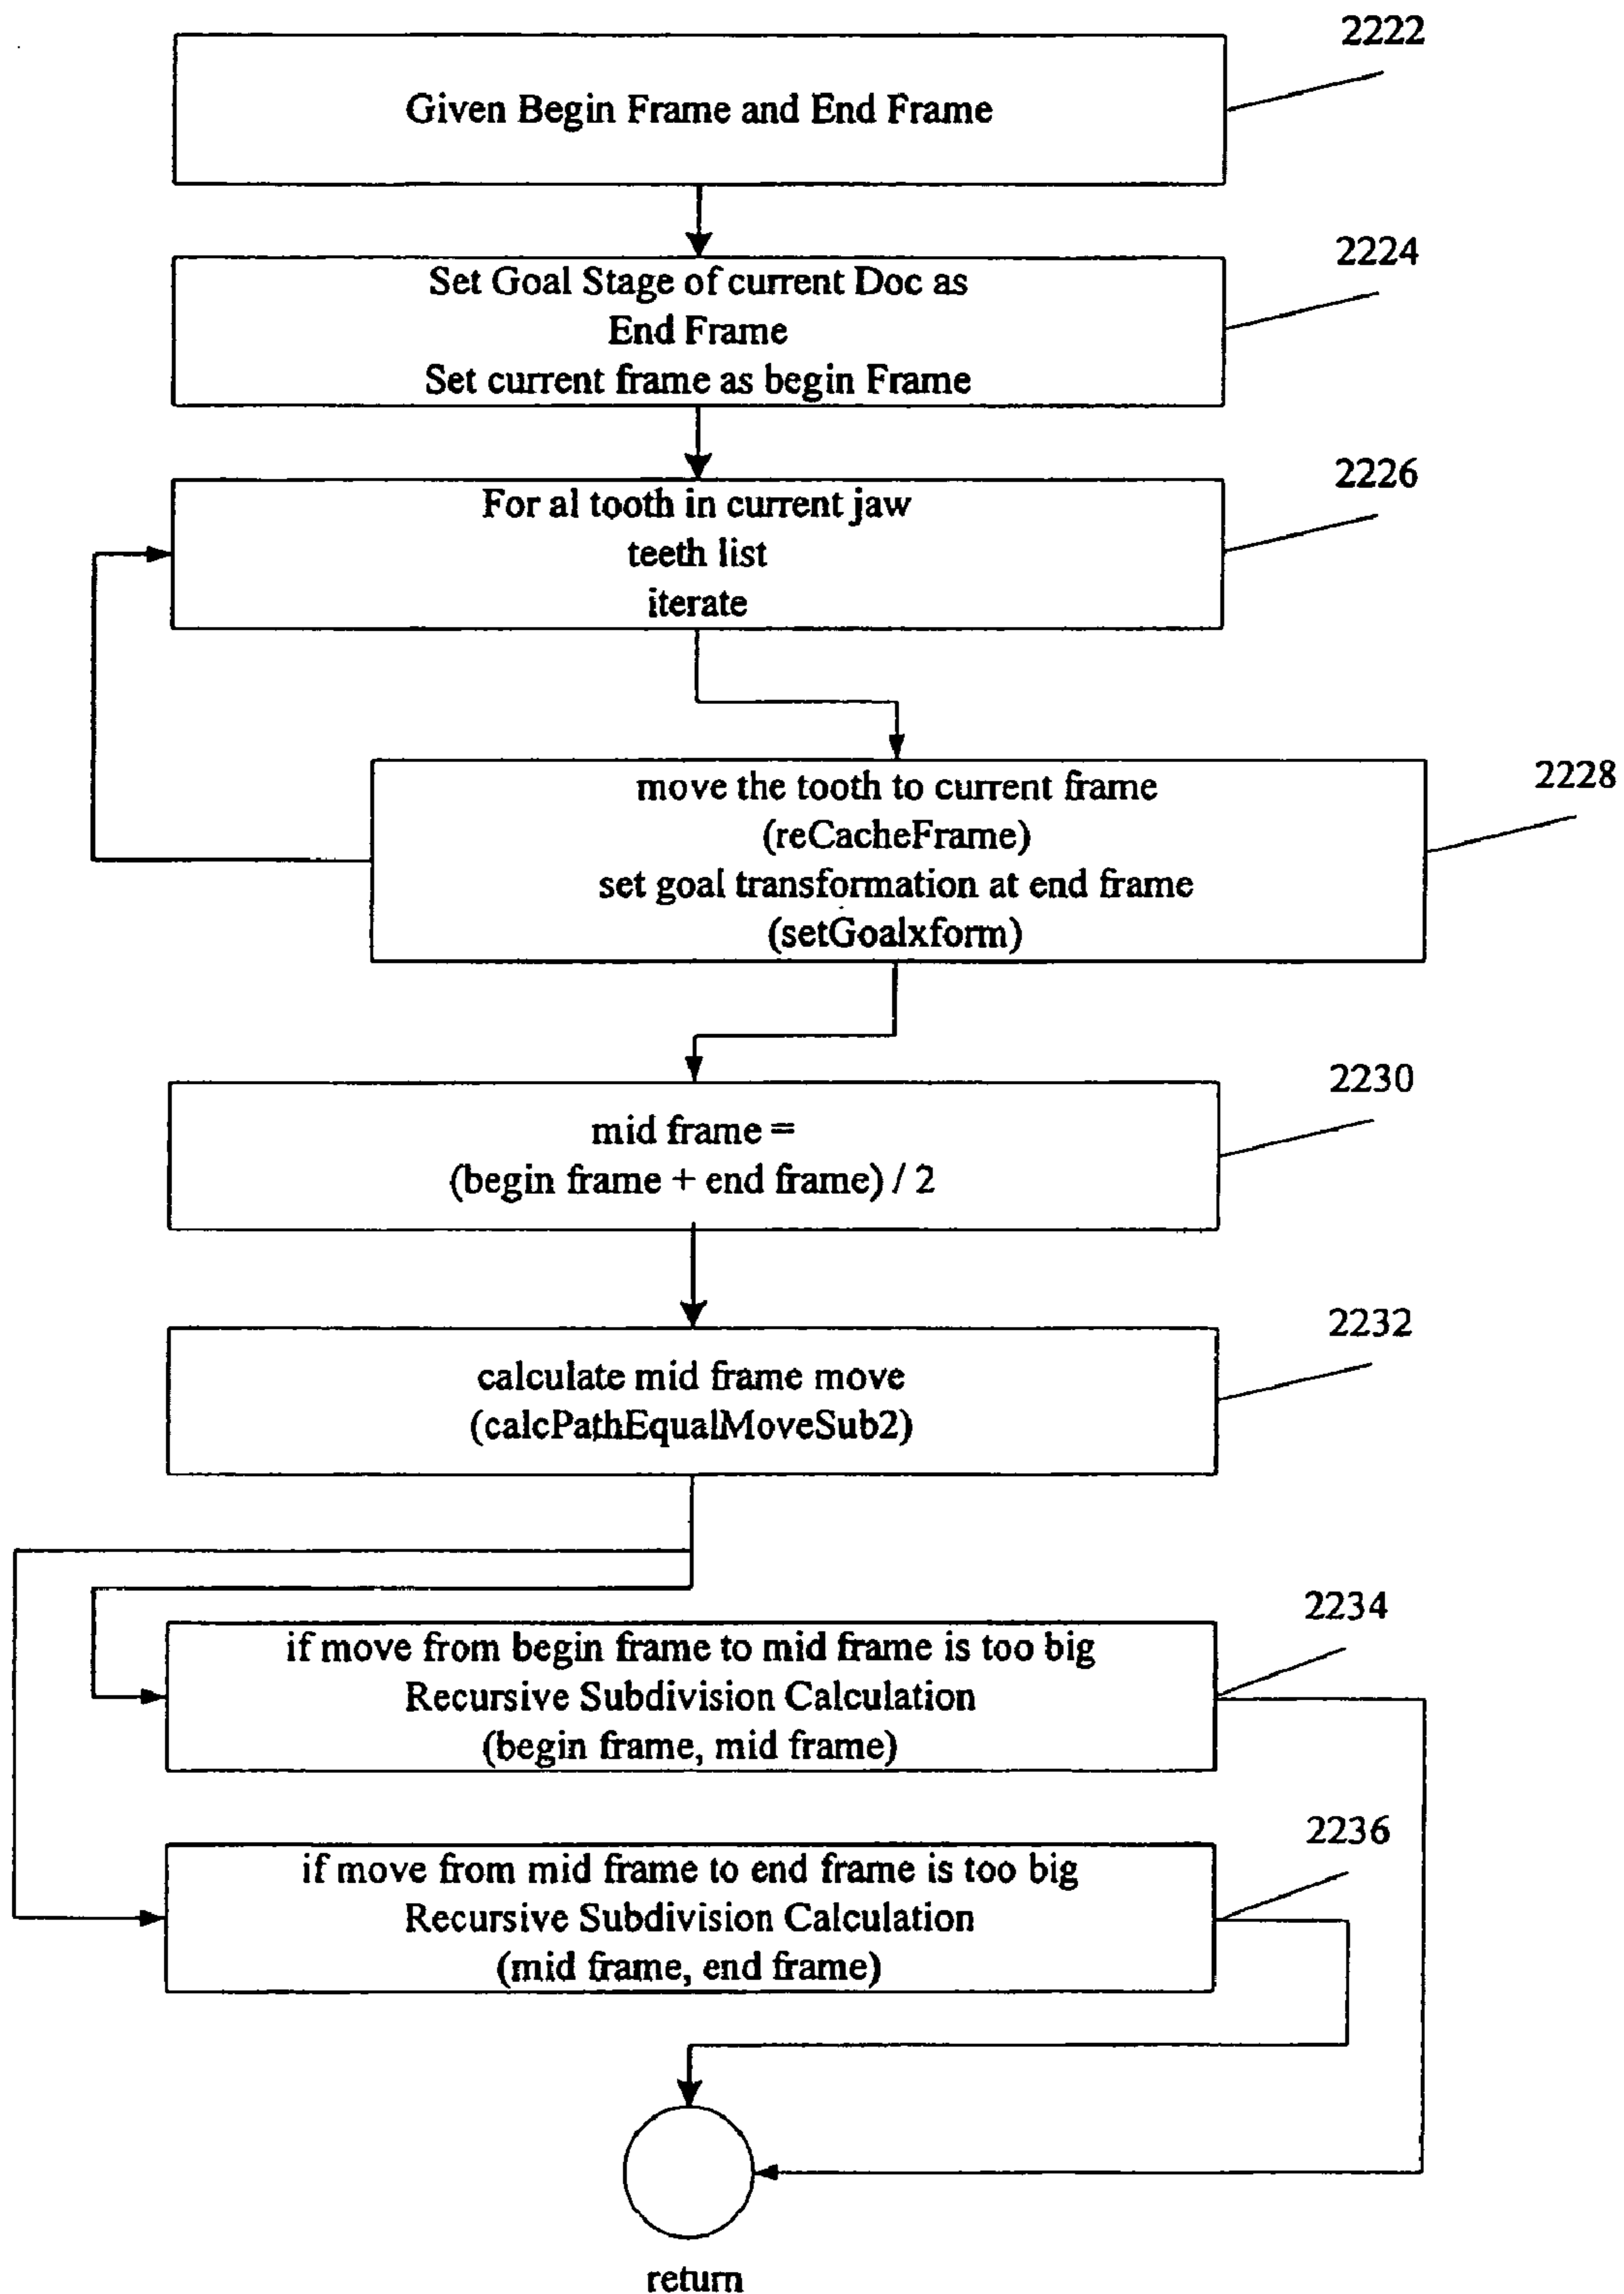 2222
Given Begin Frame and End Frame
2224
Set Goal Stage of current Doc as
End Frame
Set current frame as begin Frame
2226
For al tooth in current jaw
teeth list
iterate
2228
move the tooth to current frame
(reCacheFrame)
set goal transformation at end frame
(setGoalxform)
2230
mid frame =
(begin frame + end frame) / 2
2232
calculate mid frame move
(calcPathEqualMoveSub2)
2234
if move from begin frame to mid frame is too big
Recursive Subdivision Calculation
(begin frame, mid frame)
2236
if move from mid frame to end frame is too big
Recursive Subdivision Calculation
(mid frame, end frame)
return